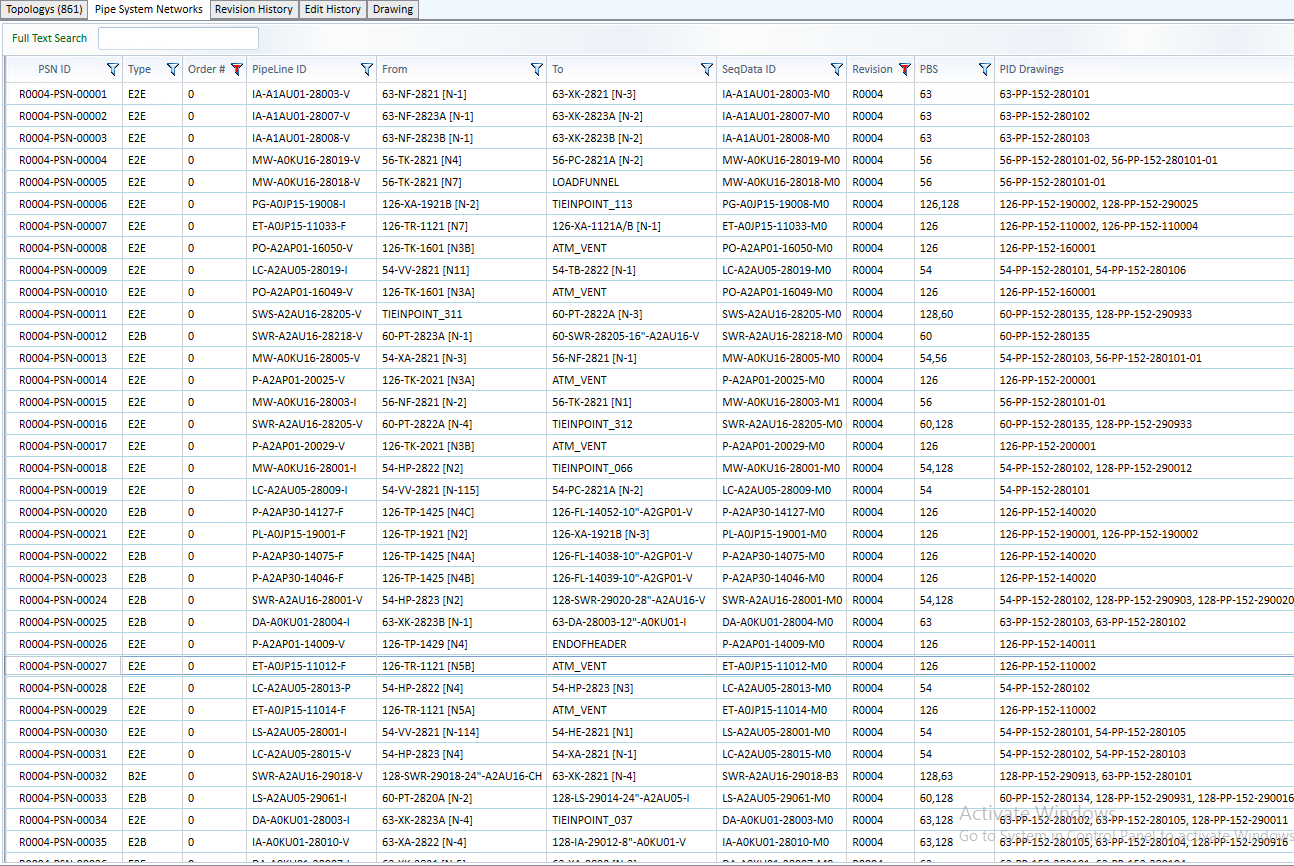 Topologys (861) Pipe System Networks Revision History Edit History Drawing
Full Text Search
PSN ID Type Order # PipeLine ID From To SeqData ID Revision PBS PID Drawings
R0004-PSN-00001 E2E 0 IA-A1AU01-28003-V 63-NF-2821 [N-1] 63-XK-2821 [N-3] IA-A1AU01-28003-M0 R0004 63 63-PP-152-280101
R0004-PSN-00002 E2E 0 IA-A1AU01-28007-V 63-NF-2823A [N-1] 63-XK-2823A [N-2] IA-A1AU01-28007-M0 R0004 63 63-PP-152-280102
R0004-PSN-00003 E2E 0 IA-A1AU01-28008-V 63-NF-2823B [N-1] 63-XK-2823B [N-2] IA-A1AU01-28008-M0 R0004 63 63-PP-152-280103
R0004-PSN-00004 E2E 0 MW-A0KU16-28019-V 56-TK-2821 [N4] 56-PC-2821A [N-2] MW-A0KU16-28019-M0 R0004 56 56-PP-152-280101-02, 56-PP-152-280101-01
R0004-PSN-00005 E2E 0 MW-A0KU16-28018-V 56-TK-2821 [N7] LOADFUNNEL MW-A0KU16-28018-M0 R0004 56 56-PP-152-280101-01
R0004-PSN-00006 E2E 0 PG-A0JP15-19008-I 126-XA-1921B [N-2] TIEINPOINT_113 PG-A0JP15-19008-M0 R0004 126,128 126-PP-152-190002, 128-PP-152-290025
R0004-PSN-00007 E2E 0 ET-A0JP15-11033-F 126-TR-1121 [N7] 126-XA-1121A/B [N-1] ET-A0JP15-11033-M0 R0004 126 126-PP-152-110002, 126-PP-152-110004
R0004-PSN-00008 E2E 0 PO-A2AP01-16050-V 126-TK-1601 [N3B] ATM_VENT PO-A2AP01-16050-M0 R0004 126 126-PP-152-160001
R0004-PSN-00009 E2E 0 LC-A2AU05-28019-I 54-VV-2821 [N11] 54-TB-2822 [N-1] LC-A2AU05-28019-M0 R0004 54 54-PP-152-280101, 54-PP-152-280106
R0004-PSN-00010 E2E 0 PO-A2AP01-16049-V 126-TK-1601 [N3A] ATM_VENT PO-A2AP01-16049-M0 R0004 126 126-PP-152-160001
R0004-PSN-00011 E2E 0 SWS-A2AU16-28205-V TIEINPOINT_311 60-PT-2822A [N-3] SWS-A2AU16-28205-M0 R0004 128,60 60-PP-152-280135, 128-PP-152-290933
R0004-PSN-00012 E2B 0 SWR-A2AU16-28218-V 60-PT-2823A [N-1] 60-SWR-28205-16"-A2AU16-V SWR-A2AU16-28218-M0 R0004 60 60-PP-152-280135
R0004-PSN-00013 E2E 0 MW-A0KU16-28005-V 54-XA-2821 [N-3] 56-NF-2821 [N-1] MW-A0KU16-28005-M0 R0004 54,56 54-PP-152-280103, 56-PP-152-280101-01
R0004-PSN-00014 E2E 0 P-A2AP01-20025-V 126-TK-2021 [N3A] ATM_VENT P-A2AP01-20025-M0 R0004 126 126-PP-152-200001
R0004-PSN-00015 E2E 0 MW-A0KU16-28003-I 56-NF-2821 [N-2] 56-TK-2821 [N1] MW-A0KU16-28003-M1 R0004 56 56-PP-152-280101-01
R0004-PSN-00016 E2E 0 SWR-A2AU16-28205-V 60-PT-2822A [N-4] TIEINPOINT_312 SWR-A2AU16-28205-M0 R0004 60,128 60-PP-152-280135, 128-PP-152-290933
R0004-PSN-00017 E2E 0 P-A2AP01-20029-V 126-TK-2021 [N3B] ATM_VENT P-A2AP01-20029-M0 R0004 126 126-PP-152-200001
R0004-PSN-00018 E2E 0 MW-A0KU16-28001-I 54-HP-2822 [N2] TIEINPOINT_066 MW-A0KU16-28001-M0 R0004 54,128 54-PP-152-280102, 128-PP-152-290012
R0004-PSN-00019 E2E 0 LC-A2AU05-28009-I 54-VV-2821 [N-115] 54-PC-2821A [N-2] LC-A2AU05-28009-M0 R0004 54 54-PP-152-280101
R0004-PSN-00020 E2B 0 P-A2AP30-14127-F 126-TP-1425 [N4C] 126-FL-14052-10"-A2GP01-V P-A2AP30-14127-M0 R0004 126 126-PP-152-140020
R0004-PSN-00021 E2E 0 PL-A0JP15-19001-F 126-TP-1921 [N2] 126-XA-1921B [N-3] PL-A0JP15-19001-M0 R0004 126 126-PP-152-190001, 126-PP-152-190002
R0004-PSN-00022 E2B 0 P-A2AP30-14075-F 126-TP-1425 [N4A] 126-FL-14038-10"-A2GP01-V P-A2AP30-14075-M0 R0004 126 126-PP-152-140020
R0004-PSN-00023 E2B 0 P-A2AP30-14046-F 126-TP-1425 [N4B] 126-FL-14039-10"-A2GP01-V P-A2AP30-14046-M0 R0004 126 126-PP-152-140020
R0004-PSN-00024 E2B 0 SWR-A2AU16-28001-V 54-HP-2823 [N2] 128-SWR-29020-28"-A2AU16-V SWR-A2AU16-28001-M0 R0004 54,128 54-PP-152-280102, 128-PP-152-290903, 128-PP-152-290020
R0004-PSN-00025 E2B 0 DA-A0KU01-28004-I 63-XK-2823B [N-1] 63-DA-28003-12"-A0KU01-I DA-A0KU01-28004-M0 R0004 63 63-PP-152-280103, 63-PP-152-280102
R0004-PSN-00026 E2E 0 P-A2AP01-14009-V 126-TP-1429 [N4] ENDOFHEADER P-A2AP01-14009-M0 R0004 126 126-PP-152-140011
R0004-PSN-00027 E2E 0 ET-A0JP15-11012-F 126-TR-1121 [N5B] ATM_VENT ET-A0JP15-11012-M0 R0004 126 126-PP-152-110002
R0004-PSN-00028 E2E 0 LC-A2AU05-28013-P 54-HP-2822 [N4] 54-HP-2823 [N3] LC-A2AU05-28013-M0 R0004 54 54-PP-152-280102
R0004-PSN-00029 E2E 0 ET-A0JP15-11014-F 126-TR-1121 [N5A] ATM_VENT ET-A0JP15-11014-M0 R0004 126 126-PP-152-110002
R0004-PSN-00030 E2E 0 LS-A2AU05-28001-I 54-VV-2821 [N-114] 54-HE-2821 [N1] LS-A2AU05-28001-M0 R0004 54 54-PP-152-280101, 54-PP-152-280105
R0004-PSN-00031 E2E 0 LC-A2AU05-28015-V 54-HP-2823 [N4] 54-XA-2821 [N-1] LC-A2AU05-28015-M0 R0004 54 54-PP-152-280102, 54-PP-152-280103
R0004-PSN-00032 B2E 0 SWR-A2AU16-29018-V 128-SWR-29018-24"-A2AU16-CH 63-XK-2821 [N-4] SWR-A2AU16-29018-B3 R0004 128,63 128-PP-152-290913, 63-PP-152-280101
R0004-PSN-00033 E2B 0 LS-A2AU05-29061-I 60-PT-2820A [N-2] 128-LS-29014-24"-A2AU05-I LS-A2AU05-29061-M0 R0004 60,128 60-PP-152-280134, 128-PP-152-290931, 128-PP-152-290016
R0004-PSN-00034 E2E 0 DA-A0KU01-28003-I 63-XK-2823A [N-4] TIEINPOINT_037 DA-A0KU01-28003-M0 R0004 63,128 63-PP-152-280102, 63-PP-152-280105, 128-PP-152-290011
R0004-PSN-00035 E2B 0 IA-A0KU01-28010-V 63-XA-2822 [N-4] 128-IA-29012-8"-A0KU01-V IA-A0KU01-28010-M0 R0004 63,128 63-PP-152-280104, 128-PP-152-290916
Activate Windows
Go to System in Control Panel to activate Windows